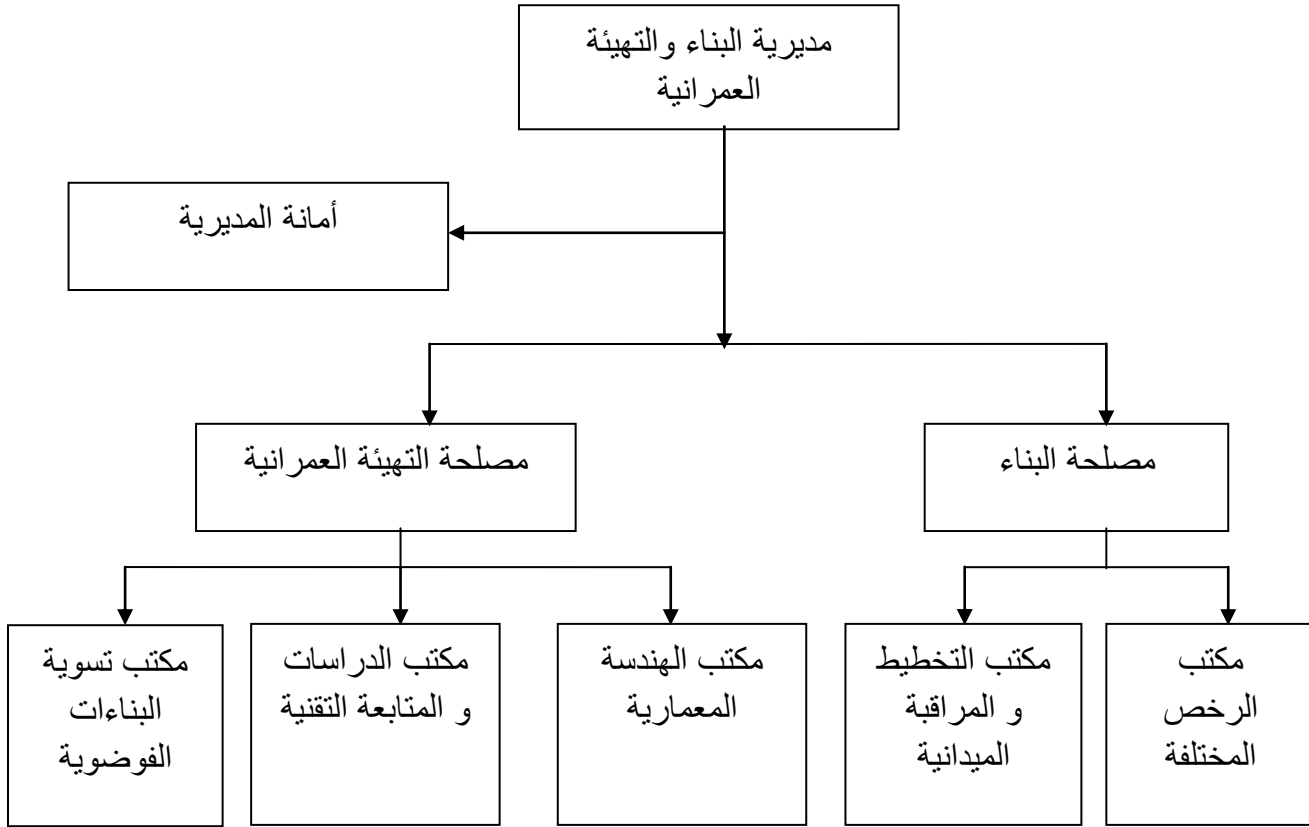 مديرية البناء والتهيئة
العمرانية
أمانة المديرية
مصلحة البناء
مصلحة التهيئة العمرانية
مكتب
الرخص
المختلفة
مكتب التخطيط
و المراقبة
الميدانية
مكتب الهندسة
المعمارية
مكتب الدراسات
و المتابعة التقنية
مكتب تسوية
البناءات
الفوضوية